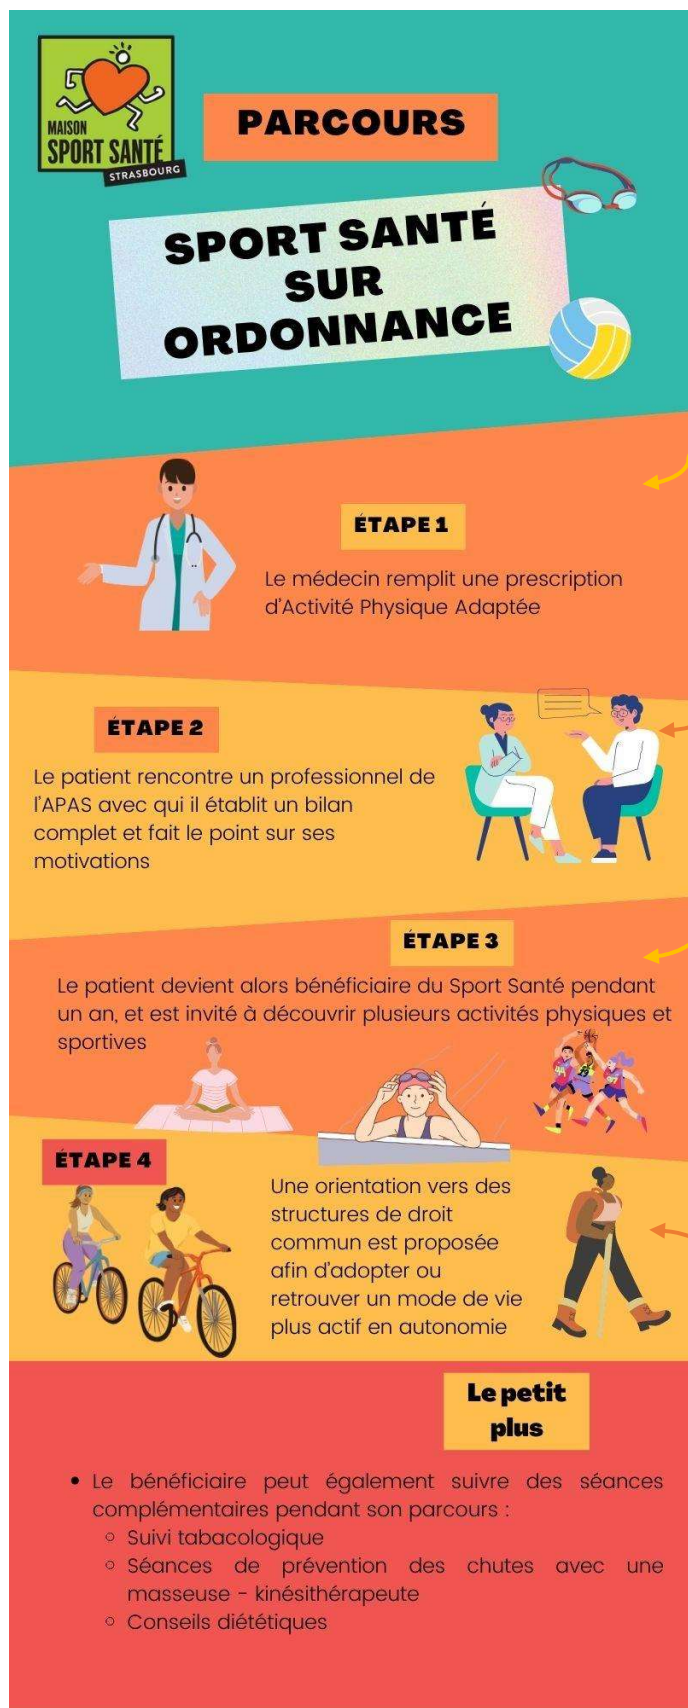 MAISON
SPORT SANTÉ
STRASBOURG
PARCOURS
SPORT SANTÉ
SUR
ORDONNANCE
ÉTAPE 1
Le médecin remplit une prescription
d'Activité Physique Adaptée
ÉTAPE 2
Le patient rencontre un professionnel de
l'APAS avec qui il établit un bilan
complet et fait le point sur ses
motivations
ÉTAPE 3
Le patient devient alors bénéficiaire du Sport Santé pendant
un an, et est invité à découvrir plusieurs activités physiques et
sportives
ÉTAPE 4
Une orientation vers des
structures de droit
commun est proposée
afin d'adopter ou
retrouver un mode de vie
plus actif en autonomie
Le petit
plus
• Le bénéficiaire peut également suivre des séances
complémentaires pendant son parcours :
◦ Suivi tabacologique
◦ Séances de prévention des chutes avec une
masseuse - kinésithérapeute
◦ Conseils diététiques